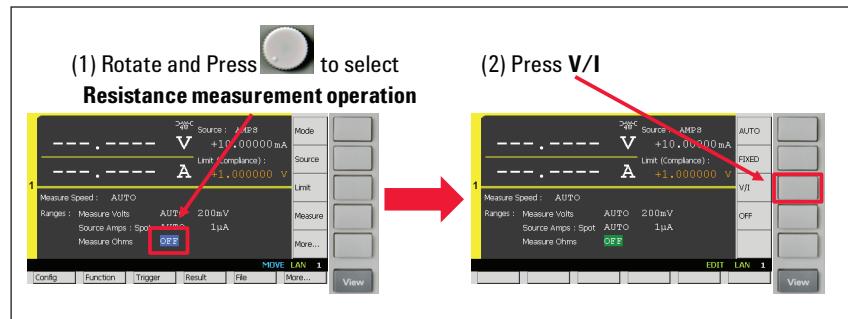 (1) Rotate and Press to select
Resistance measurement operation
(2) Press V/I
---.---- V
Source : AMPS
+10.00000mA
---.---- A
Limit (Compliance) :
+1.000000 V
1
Measure Speed : AUTO
Ranges : Measure Volts AUTO 200mV
Source Amps : Spot AUTO 1µA
Measure Ohms OFF
MOVE LAN 1
Mode
Source
Limit
Measure
More...
Config Function Trigger Result File More...
View
---.---- V
Source : AMPS
+10.00000mA
---.---- A
Limit (Compliance) :
+1.000000 V
1
Measure Speed : AUTO
Ranges : Measure Volts AUTO 200mV
Source Amps : Spot AUTO 1µA
Measure Ohms OFF
EDIT LAN 1
AUTO
FIXED
V/I
OFF
View